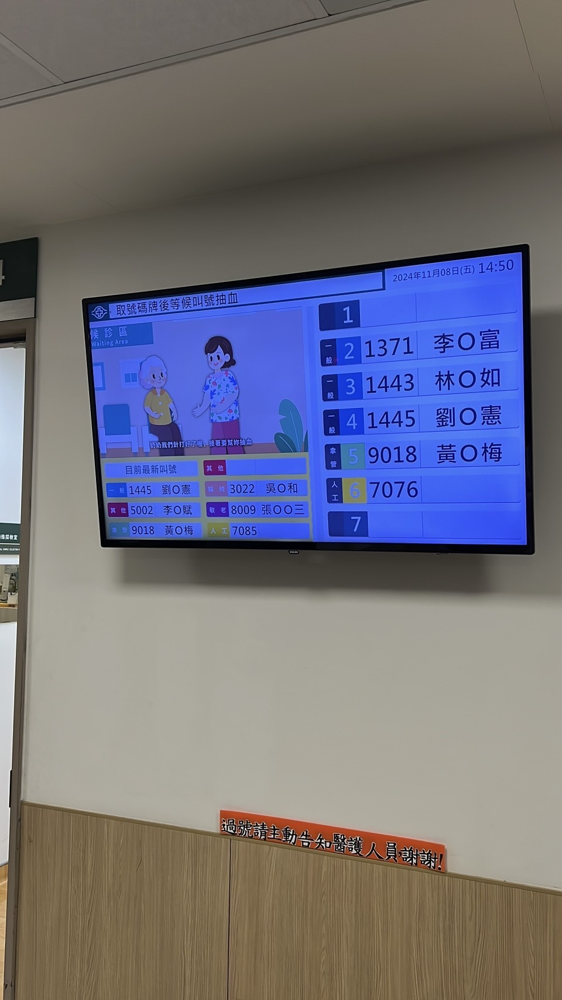 4
取號碼牌後等候叫號抽血
2024年11月08日(五) 14:50
候診區
Waiting Area
奶奶我們針打好了喔，接著要幫妳抽血
目前最新叫號
其他
一般 1445 劉O憲
輪椅 3022 吳O和
其他 5002 李O賦
敬老 8009 張OO三
拿管 9018 黃O梅
人工 7085
1
一般 2 1371 李O富
一般 3 1443 林O如
一般 4 1445 劉O憲
拿管 5 9018 黃O梅
人工 6 7076
7
PHILIPS
殊採檢室
過號請主動告知醫護人員,謝謝!